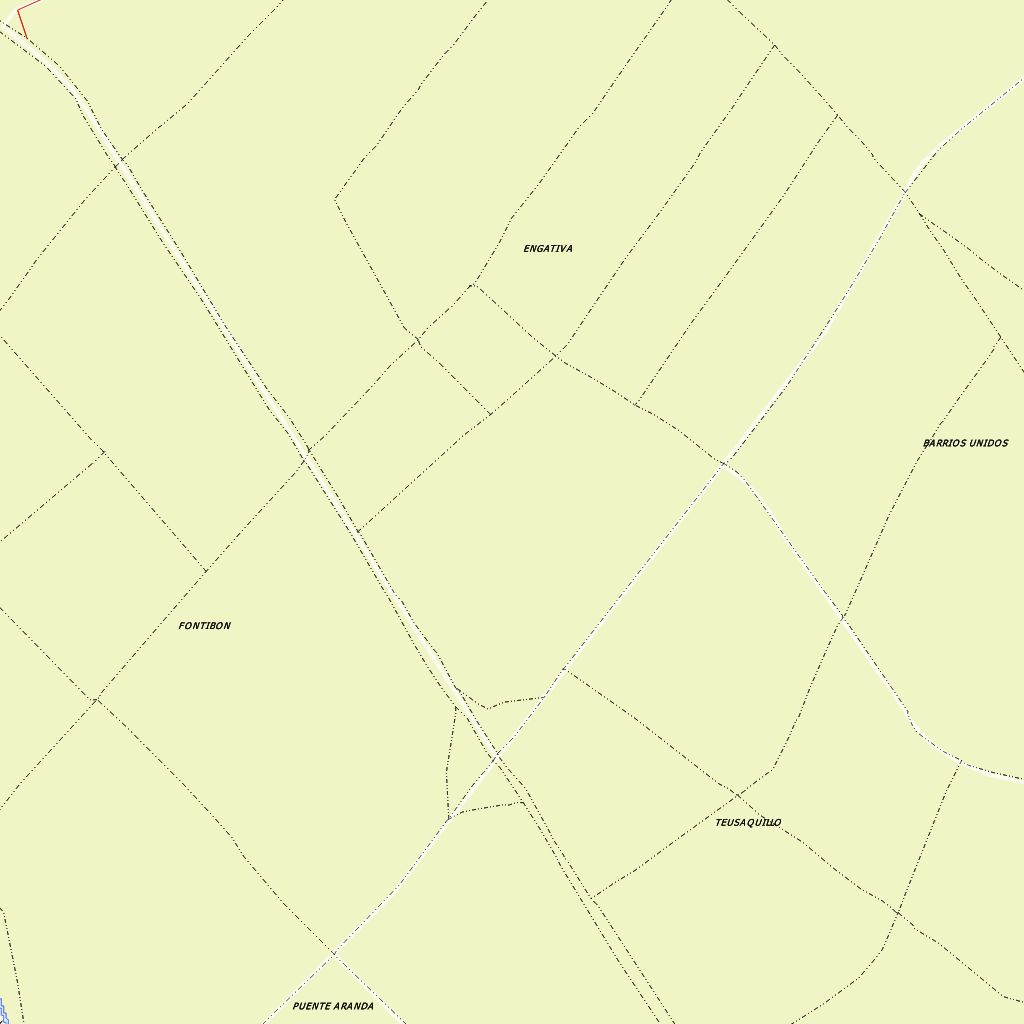 ENGATIVA
BARRIOS UNIDOS
FONTIBON
TEUSAQUILLO
PUENTE ARANDA